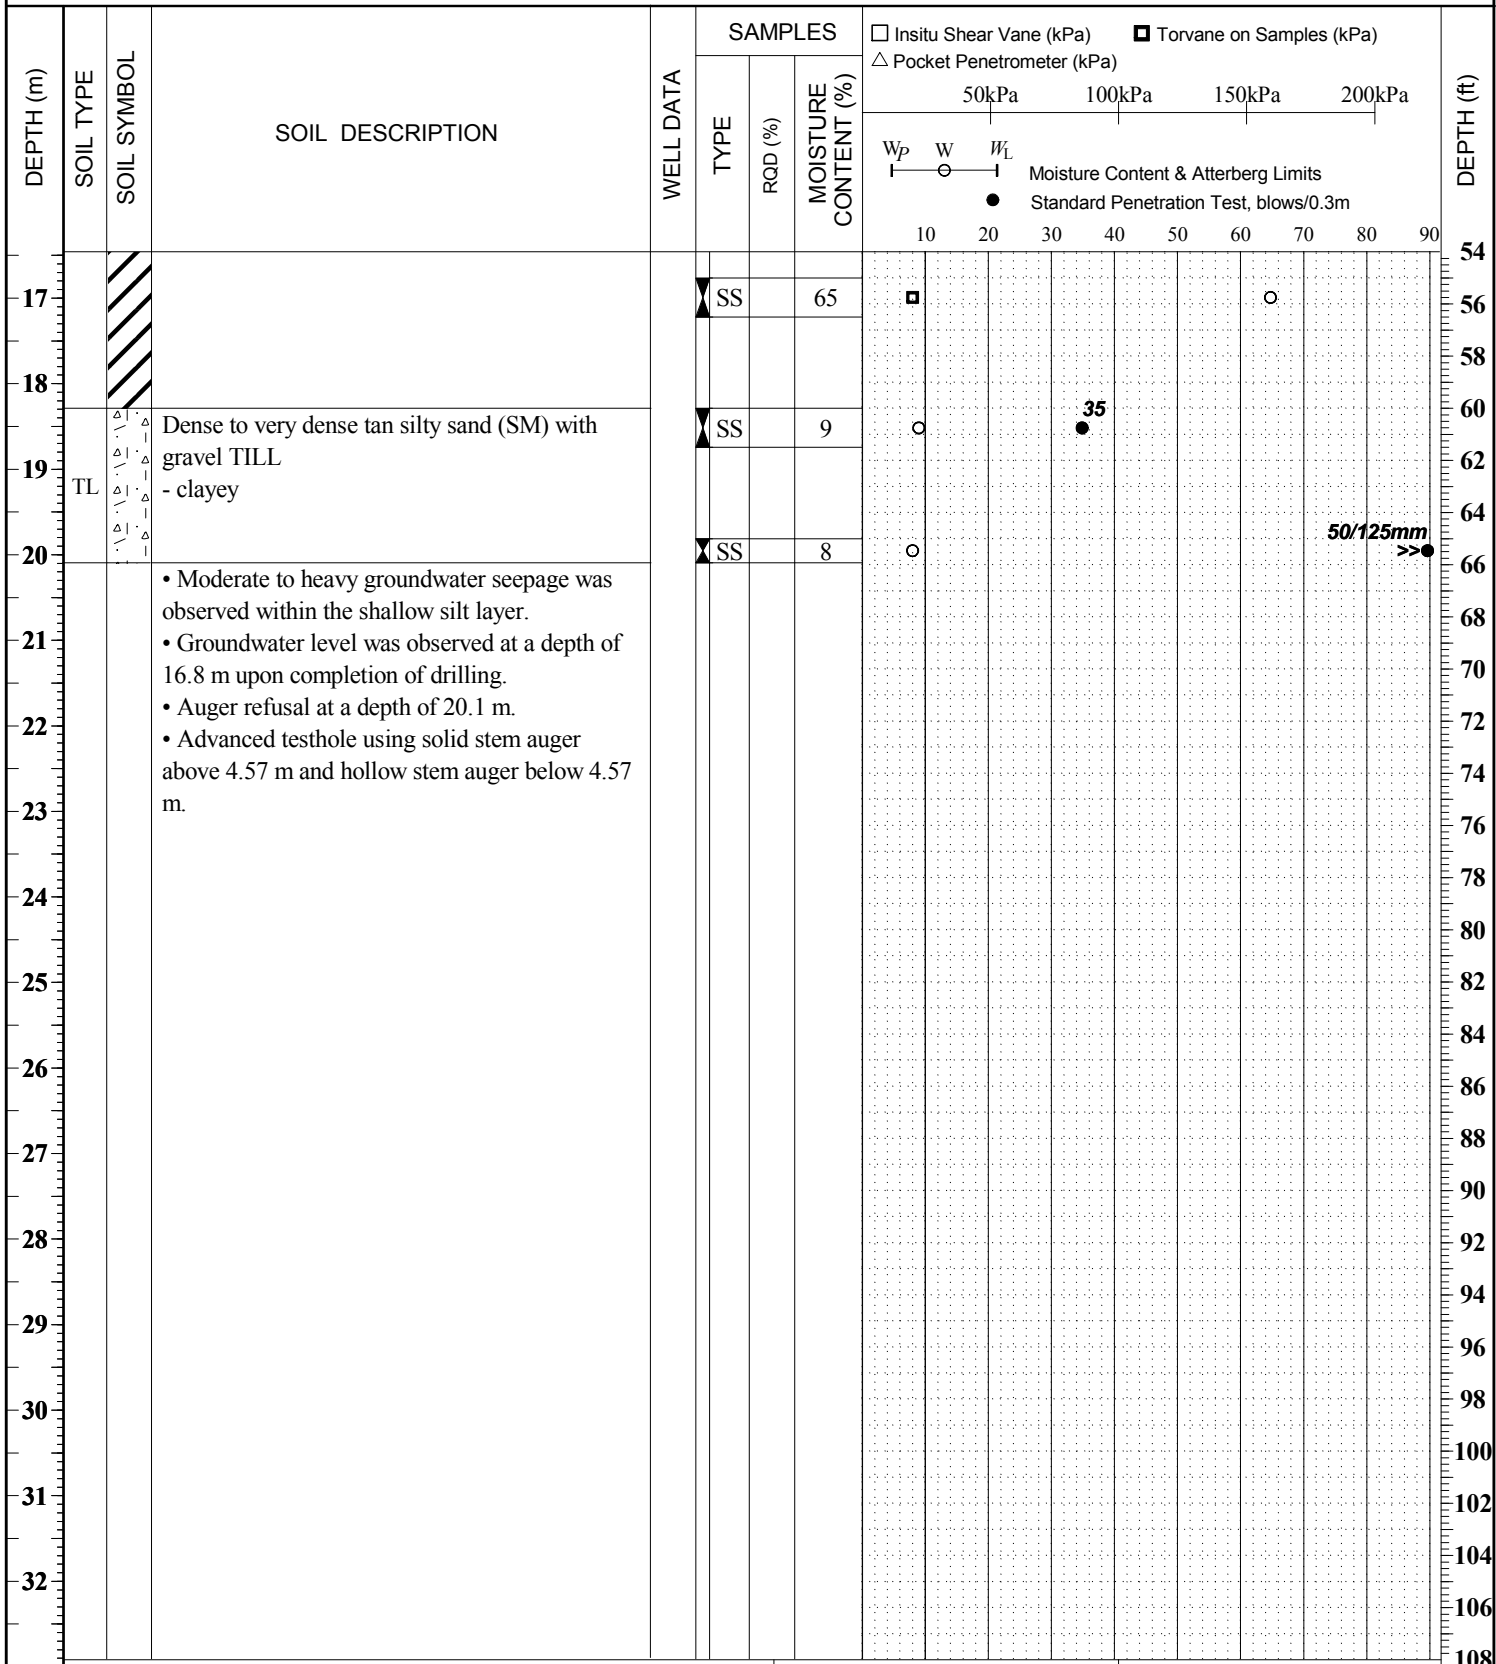 DEPTH (m)
SOIL TYPE
SOIL SYMBOL
SOIL DESCRIPTION
WELL DATA
SAMPLES
TYPE
RQD (%)
MOISTURE
CONTENT (%)
Insitu Shear Vane (kPa)
Torvane on Samples (kPa)
Pocket Penetrometer (kPa)
50kPa 100kPa 150kPa 200kPa
WP W WL
Moisture Content & Atterberg Limits
Standard Penetration Test, blows/0.3m
10 20 30 40 50 60 70 80 90
DEPTH (ft)
54
17
SS 65
56
58
18
35
60
Dense to very dense tan silty sand (SM) with
SS 9
gravel TILL
19
62
TL
- clayey
64
50/125mm
20
SS 8
>>
66
• Moderate to heavy groundwater seepage was
observed within the shallow silt layer.
68
21
• Groundwater level was observed at a depth of
16.8 m upon completion of drilling.
70
• Auger refusal at a depth of 20.1 m.
22
72
• Advanced testhole using solid stem auger
above 4.57 m and hollow stem auger below 4.57
74
m.
23
76
78
24
80
25
82
84
26
86
27
88
90
28
92
94
29
96
30
98
100
31
102
104
32
106
108